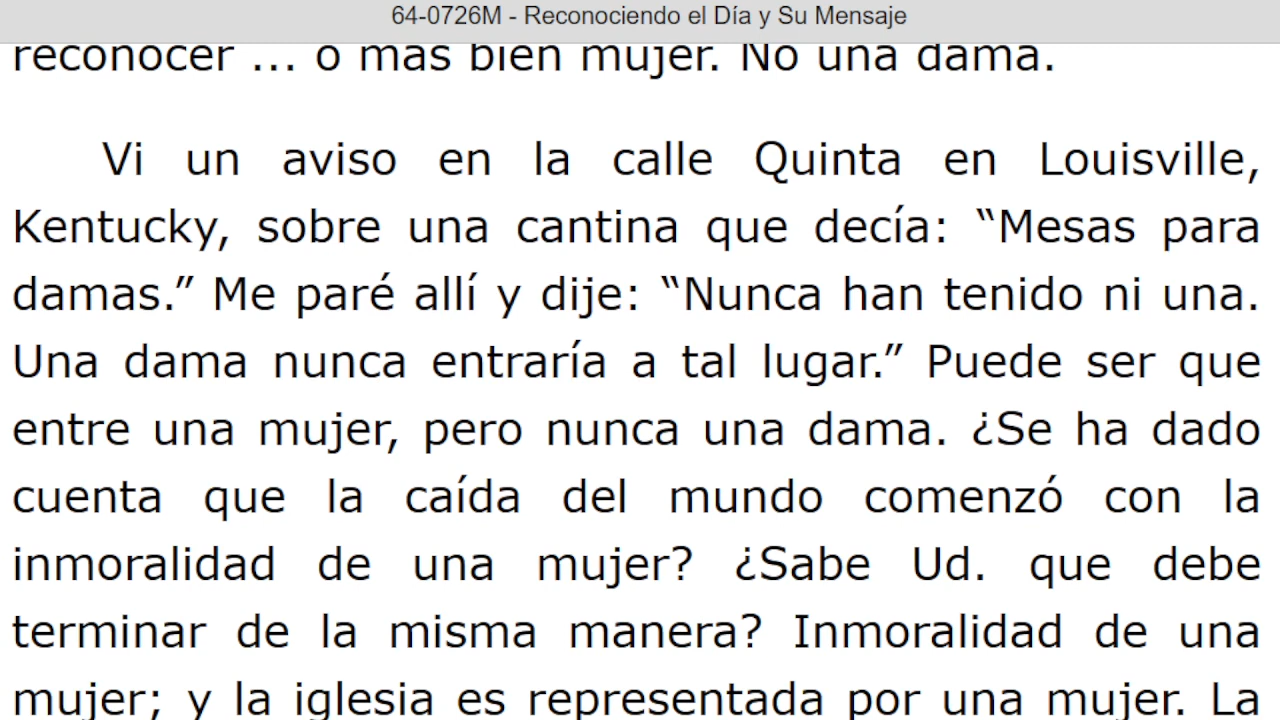 64-0726M - Reconociendo el Día y Su Mensaje
reconocer ... o más bien mujer. No una dama.
Vi un aviso en la calle Quinta en Louisville,
Kentucky, sobre una cantina que decía: “Mesas para
damas.” Me paré allí y dije: “Nunca han tenido ni una.
Una dama nunca entraría a tal lugar.” Puede ser que
entre una mujer, pero nunca una dama. ¿Se ha dado
cuenta que la caída del mundo comenzó con la
inmoralidad de una mujer? ¿Sabe Ud. que debe
terminar de la misma manera? Inmoralidad de una
mujer; y la iglesia es representada por una mujer. La